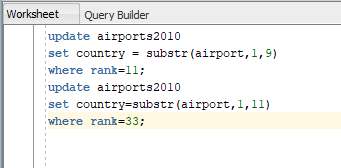 Worksheet Query Builder
update airports2010
set country = substr(airport,1,9)
where rank=11;
update airports2010
set country=substr(airport,1,11)
where rank=33;